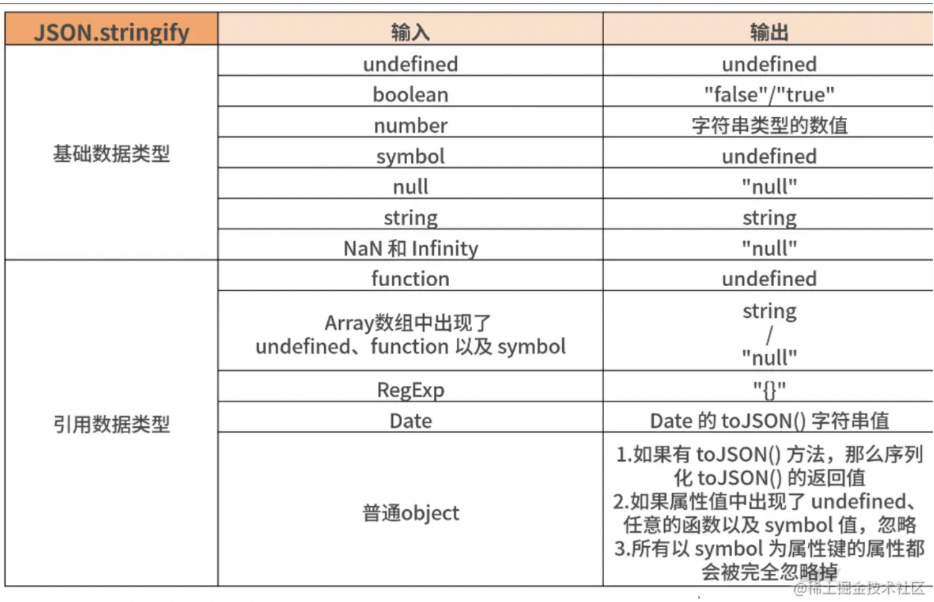 JSON.stringify 输入 输出
undefined undefined
boolean "false"/"true"
number 字符串类型的数值
基础数据类型 symbol undefined
null "null"
string string
NaN 和 Infinity "null"
function undefined
Array数组中出现了
undefined、function 以及 symbol
string
/
"null"
RegExp "{}"
引用数据类型 Date Date 的 toJSON() 字符串值
普通object
1.如果有 toJSON() 方法，那么序列
化 toJSON() 的返回值
2.如果属性值中出现了 undefined、
任意的函数以及 symbol 值，忽略
3.所有以 symbol 为属性键的属性都
会被完全忽略掉
@稀土掘金技术社区